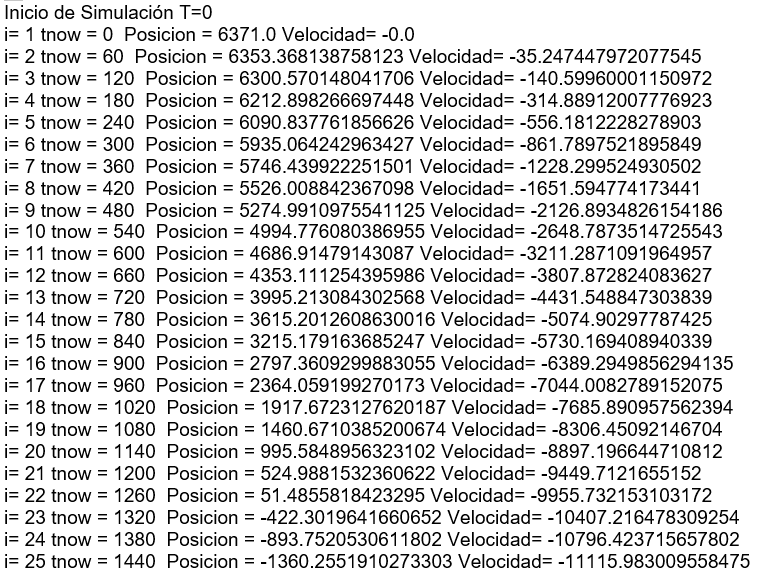 Inicio de Simulación T=0
i= 1 tnow = 0 Posicion = 6371.0 Velocidad= -0.0
i= 2 tnow = 60 Posicion = 6353.368138758123 Velocidad= -35.247447972077545
i= 3 tnow = 120 Posicion = 6300.570148041706 Velocidad= -140.59960001150972
i= 4 tnow = 180 Posicion = 6212.898266697448 Velocidad= -314.88912007776923
i= 5 tnow = 240 Posicion = 6090.837761856626 Velocidad= -556.1812228278903
i= 6 tnow = 300 Posicion = 5935.064242963427 Velocidad= -861.7897521895849
i= 7 tnow = 360 Posicion = 5746.439922251501 Velocidad= -1228.299524930502
i= 8 tnow = 420 Posicion = 5526.008842367098 Velocidad= -1651.594774173441
i= 9 tnow = 480 Posicion = 5274.9910975541125 Velocidad= -2126.8934826154186
i= 10 tnow = 540 Posicion = 4994.776080386955 Velocidad= -2648.7873514725543
i= 11 tnow = 600 Posicion = 4686.91479143087 Velocidad= -3211.2871091964957
i= 12 tnow = 660 Posicion = 4353.111254395986 Velocidad= -3807.872824083627
i= 13 tnow = 720 Posicion = 3995.213084302568 Velocidad= -4431.548847303839
i= 14 tnow = 780 Posicion = 3615.2012608630016 Velocidad= -5074.90297787425
i= 15 tnow = 840 Posicion = 3215.179163685247 Velocidad= -5730.169408940339
i= 16 tnow = 900 Posicion = 2797.3609299883055 Velocidad= -6389.2949856294135
i= 17 tnow = 960 Posicion = 2364.059199270173 Velocidad= -7044.0082789152075
i= 18 tnow = 1020 Posicion = 1917.6723127620187 Velocidad= -7685.890957562394
i= 19 tnow = 1080 Posicion = 1460.6710385200674 Velocidad= -8306.45092146704
i= 20 tnow = 1140 Posicion = 995.5848956323102 Velocidad= -8897.196644710812
i= 21 tnow = 1200 Posicion = 524.9881532360622 Velocidad= -9449.7121655152
i= 22 tnow = 1260 Posicion = 51.4855818423295 Velocidad= -9955.732153103172
i= 23 tnow = 1320 Posicion = -422.3019641660652 Velocidad= -10407.216478309254
i= 24 tnow = 1380 Posicion = -893.7520530611802 Velocidad= -10796.423715657802
i= 25 tnow = 1440 Posicion = -1360.2551910273303 Velocidad= -11115.983009558475